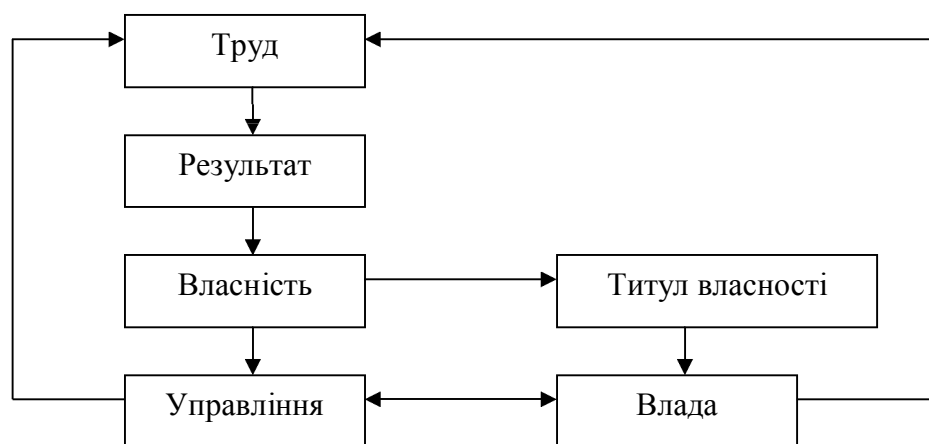 Труд
Результат
Власність
Титул власності
Управління
Влада